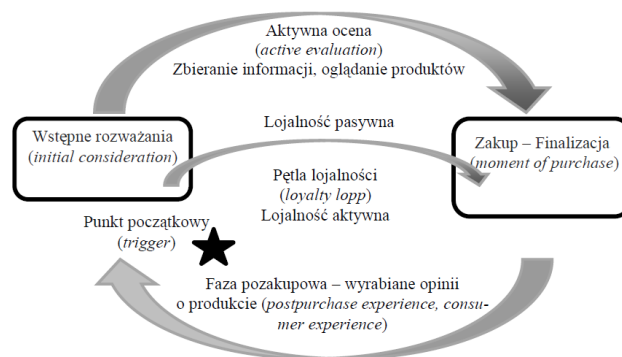 Aktywna ocena
(active evaluation)
Zbieranie informacji, oglądanie produktów
Wstępne rozważania
(initial consideration)
Lojalność pasywna
Zakup – Finalizacja
(moment of purchase)
Pętla lojalności
(loyalty lopp)
Lojalność aktywna
Punkt początkowy
(trigger)
Faza pozakupowa – wyrabiane opinii
o produkcie (postpurchase experience, consu-
mer experience)